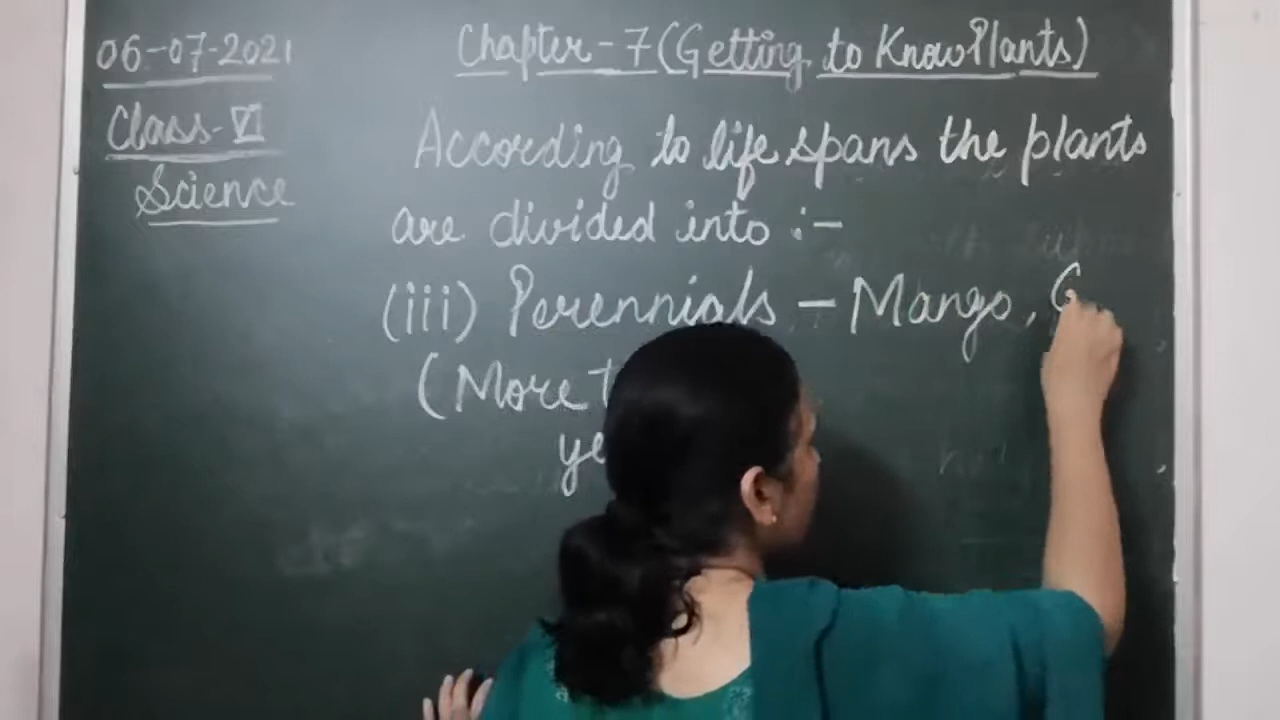 06-07-2021
Chapter-7(Getting to Know Plants)
Class-VI
Science
According to life spans the plants
are divided into :-
(iii) Perennials - Mango,
(More